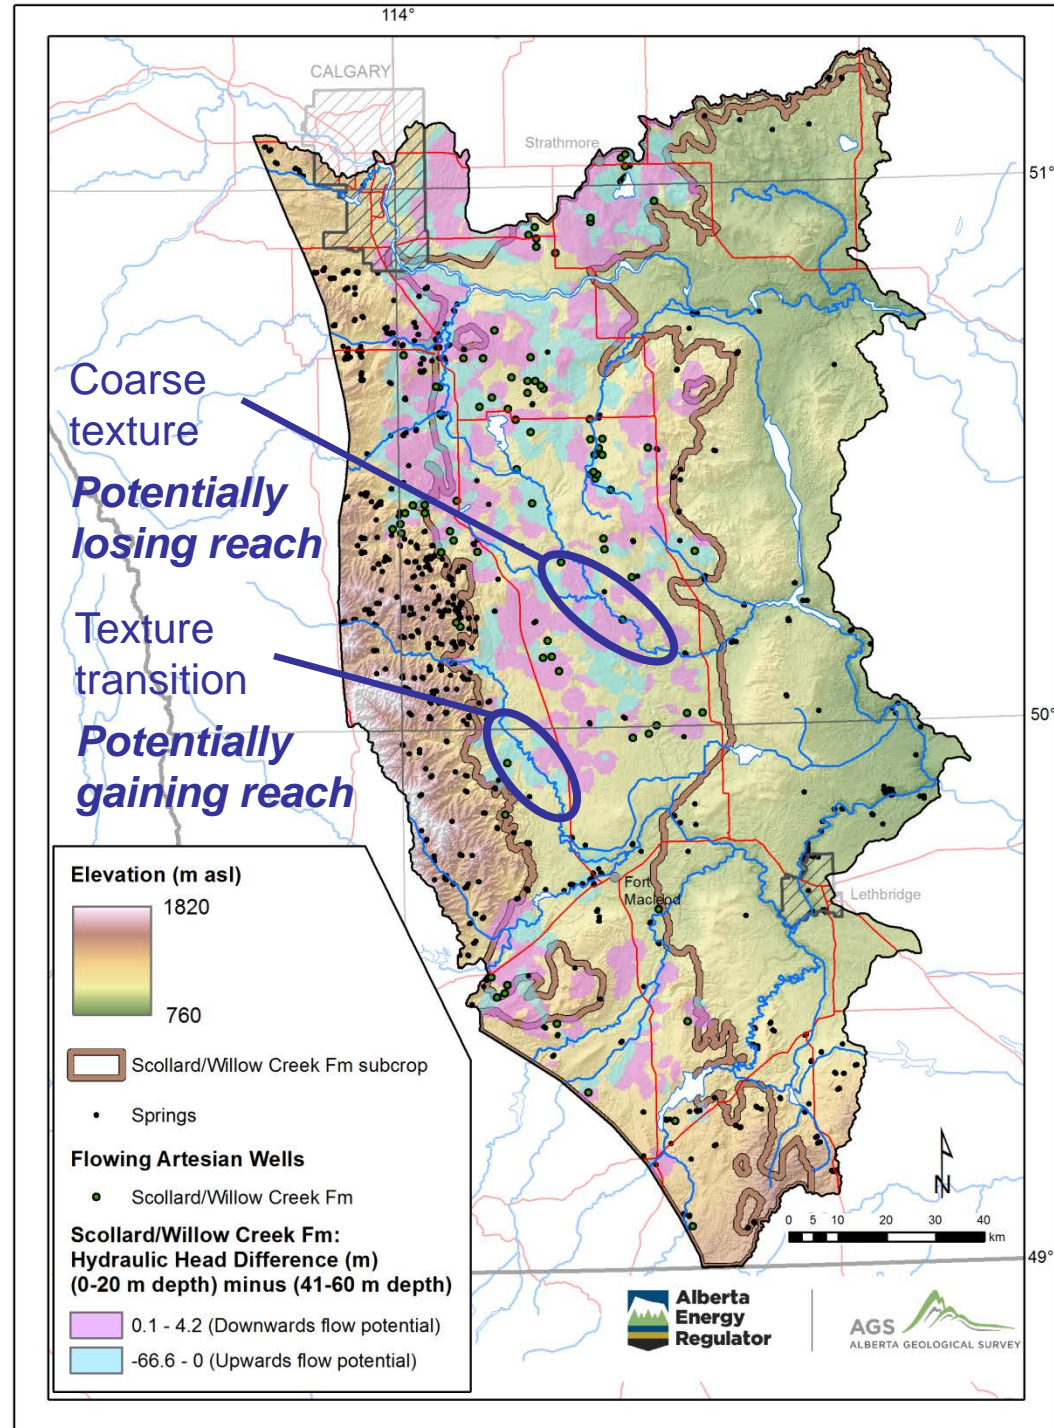 114°
CALGARY
Strathmore
51°
Coarse
texture
Potentially
losing reach
Texture
transition
Potentially
gaining reach
50°
Fort
Macleod
Lethbridge
Elevation (m asl)
1820
760
Scollard/Willow Creek Fm subcrop
Springs
Flowing Artesian Wells
Scollard/Willow Creek Fm
Scollard/Willow Creek Fm:
Hydraulic Head Difference (m)
(0-20 m depth) minus (41-60 m depth)
0.1 - 4.2 (Downwards flow potential)
-66.6 - 0 (Upwards flow potential)
N
0 5 10 20 30 40
km
49°
Alberta
Energy
Regulator
AGS
ALBERTA GEOLOGICAL SURVEY